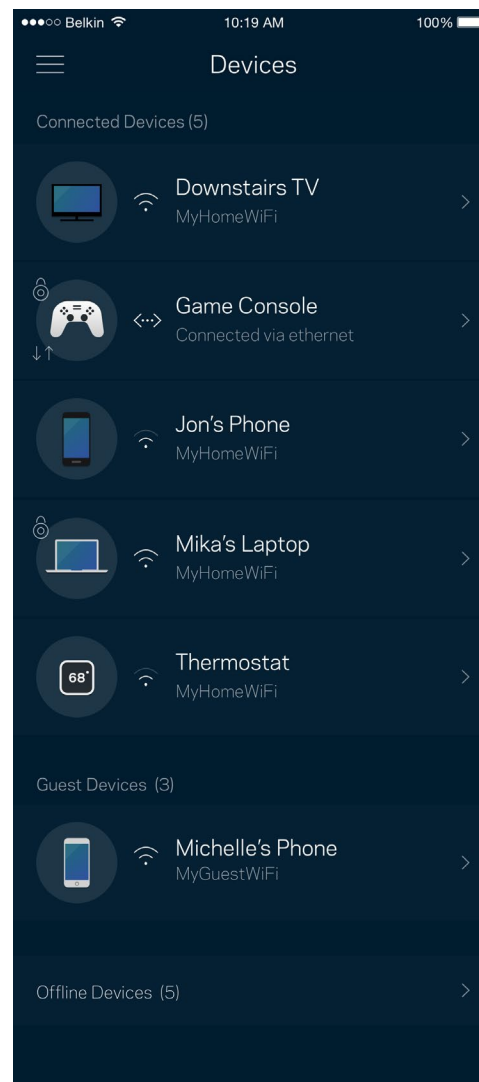 Belkin 10:19 AM 100%
Devices
Connected Devices (5)
Downstairs TV
MyHomeWiFi
Game Console
Connected via ethernet
Jon's Phone
MyHomeWiFi
Mika's Laptop
MyHomeWiFi
Thermostat
68°
MyHomeWiFi
Guest Devices (3)
Michelle's Phone
MyGuestWiFi
Offline Devices (5)